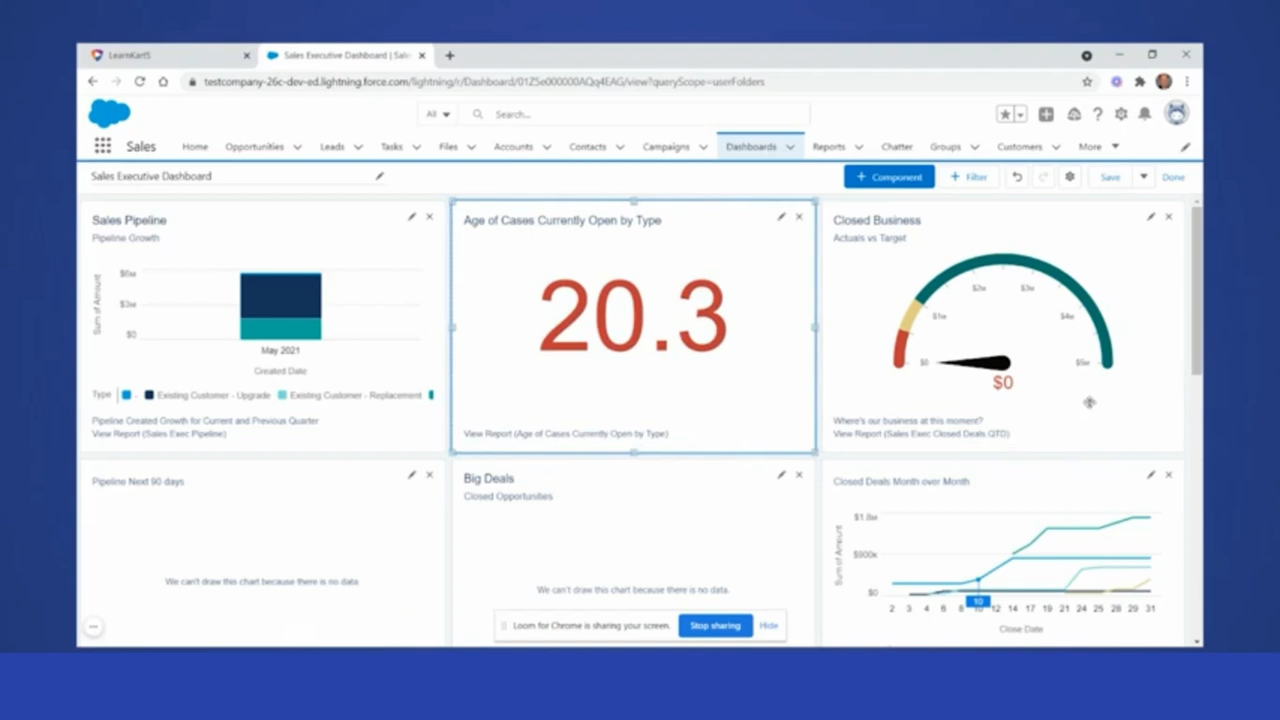 LearnKartS
Sales Executive Dashboard | Sale
testcompany-26c-dev-ed.lightning.force.com/lightning/r/Dashboard/01Z5e000000AQq4EAG/view?queryScope=userFolders
All
Search...
Sales
Home
Opportunities
Leads
Tasks
Files
Accounts
Contacts
Campaigns
Dashboards
Reports
Chatter
Groups
Customers
More
Sales Executive Dashboard
+ Component
+ Filter
Save
Done
Sales Pipeline
Pipeline Growth
Sum of Amount
$6M
$3M
$0
May 2021
Created Date
Type
-
Existing Customer - Upgrade
Existing Customer - Replacement
Pipeline Created Growth for Current and Previous Quarter
View Report (Sales Exec Pipeline)
Age of Cases Currently Open by Type
20.3
View Report (Age of Cases Currently Open by Type)
Closed Business
Actuals vs Target
$0
$1M
$2M
$3M
$4M
$5M
$0
Where's our business at this moment?
View Report (Sales Exec Closed Deals QTD)
Pipeline Next 90 days
We can't draw this chart because there is no data
Big Deals
Closed Opportunities
We can't draw this chart because there is no data.
Closed Deals Month over Month
Sum of Amount
$1.8M
$900K
$0
2 3 4 6 8 10 12 14 17 19 21 24 25 28 29 31
10
Close Date
Loom for Chrome is sharing your screen.
Stop sharing
Hide